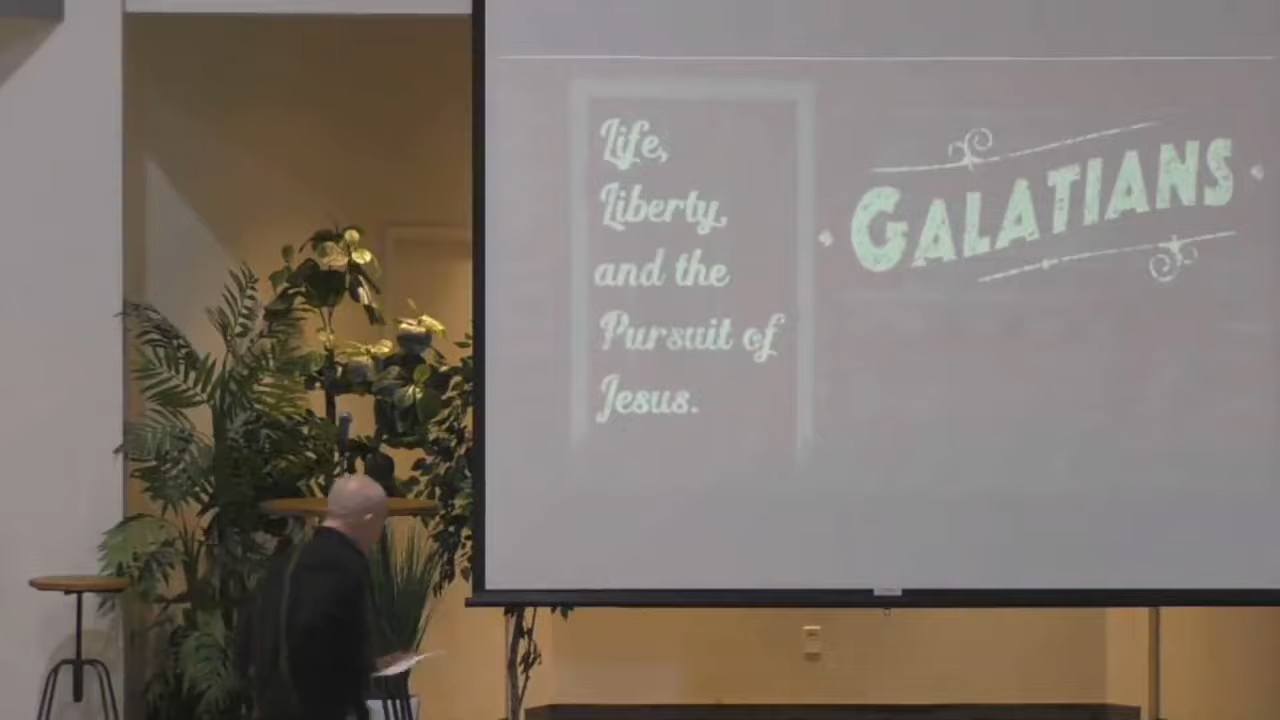 Life,
Liberty,
and the
Pursuit of
Jesus.
GALATIANS